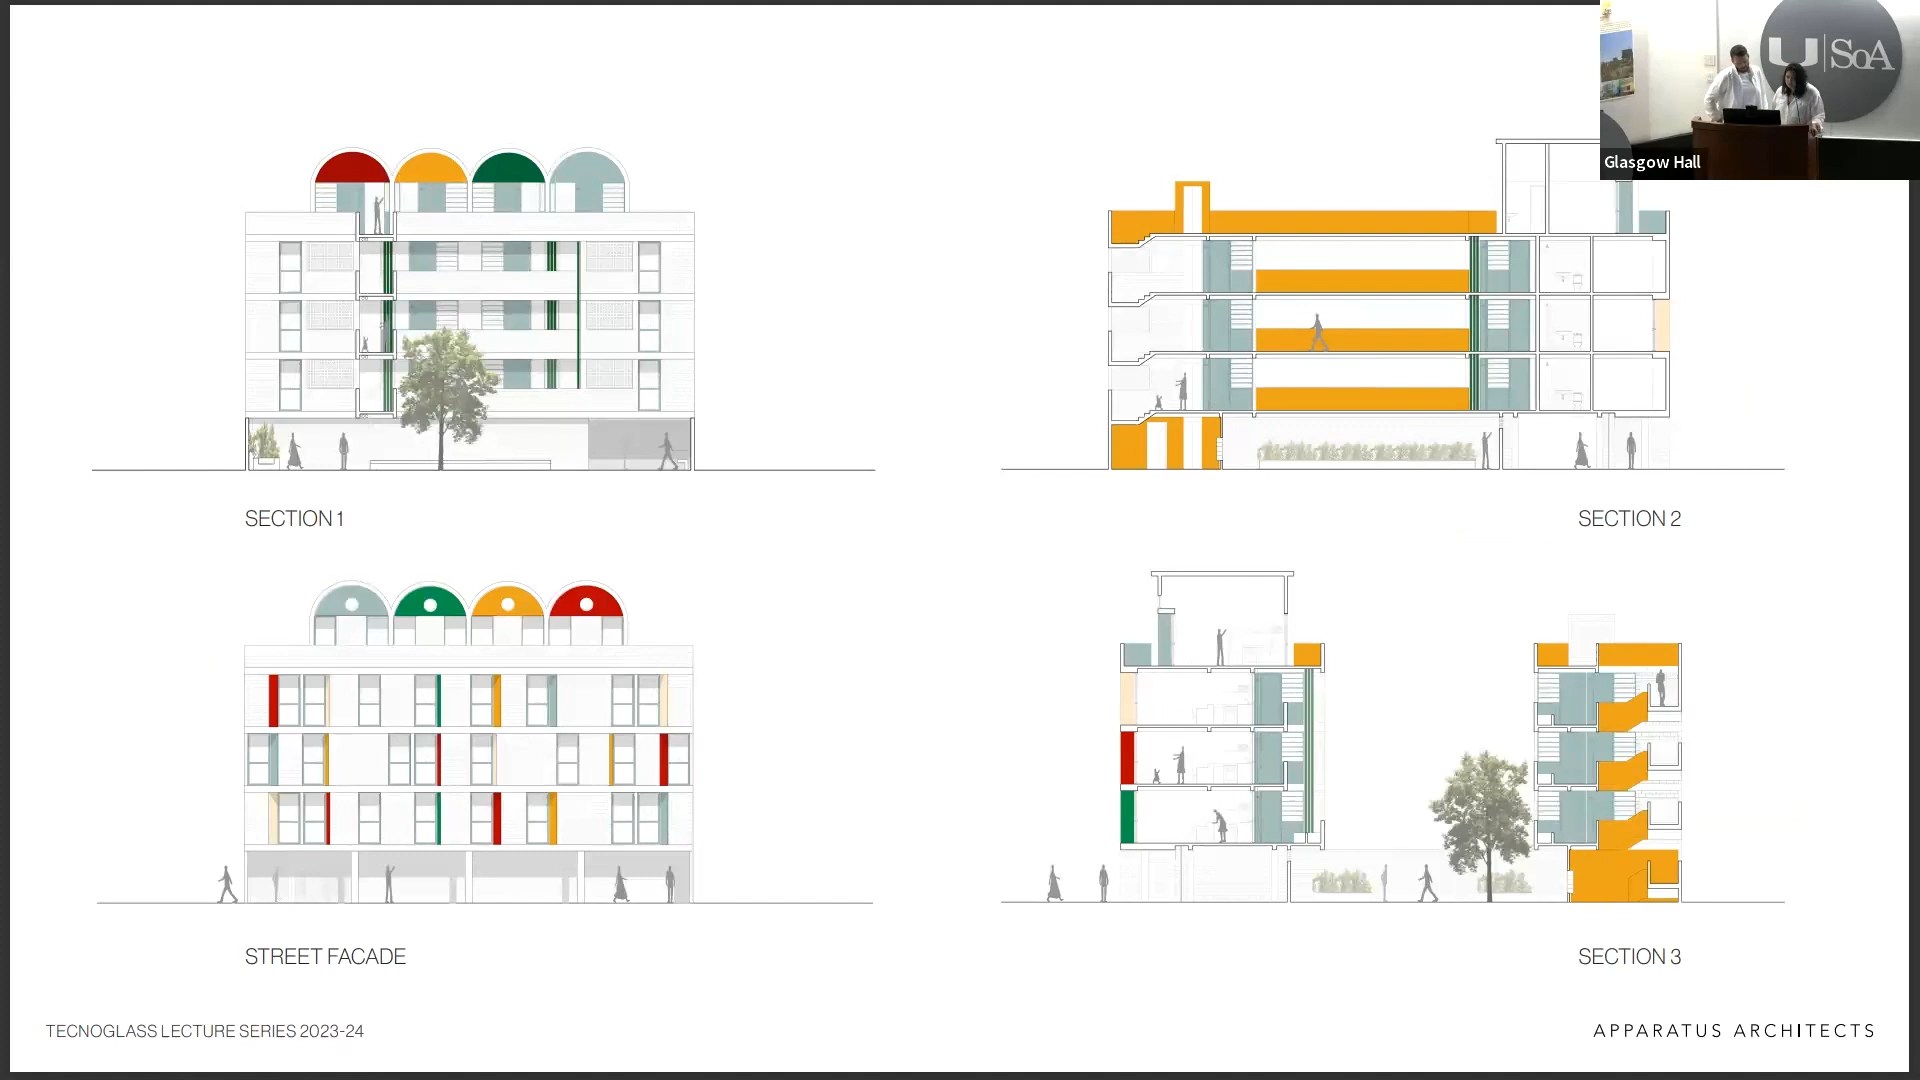 U | SoA
Glasgow Hall
SECTION 1
SECTION 2
STREET FACADE
SECTION 3
TECNOGLASS LECTURE SERIES 2023-24
APPARATUS ARCHITECTS